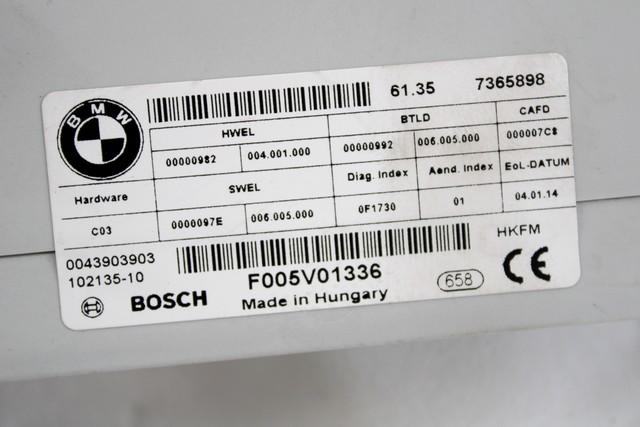 BMW
61.35 7365898
HWEL BTLD CAFD
00000982 004.001.000 00000992 006.005.000 000007C8
Hardware SWEL Diag. Index Aend. Index EoL-DATUM
C03 0000097E 006.005.000 0F1730 01 04.01.14
0043903903 HKFM
102135-10
BOSCH F005V01336 658 CE
Made in Hungary